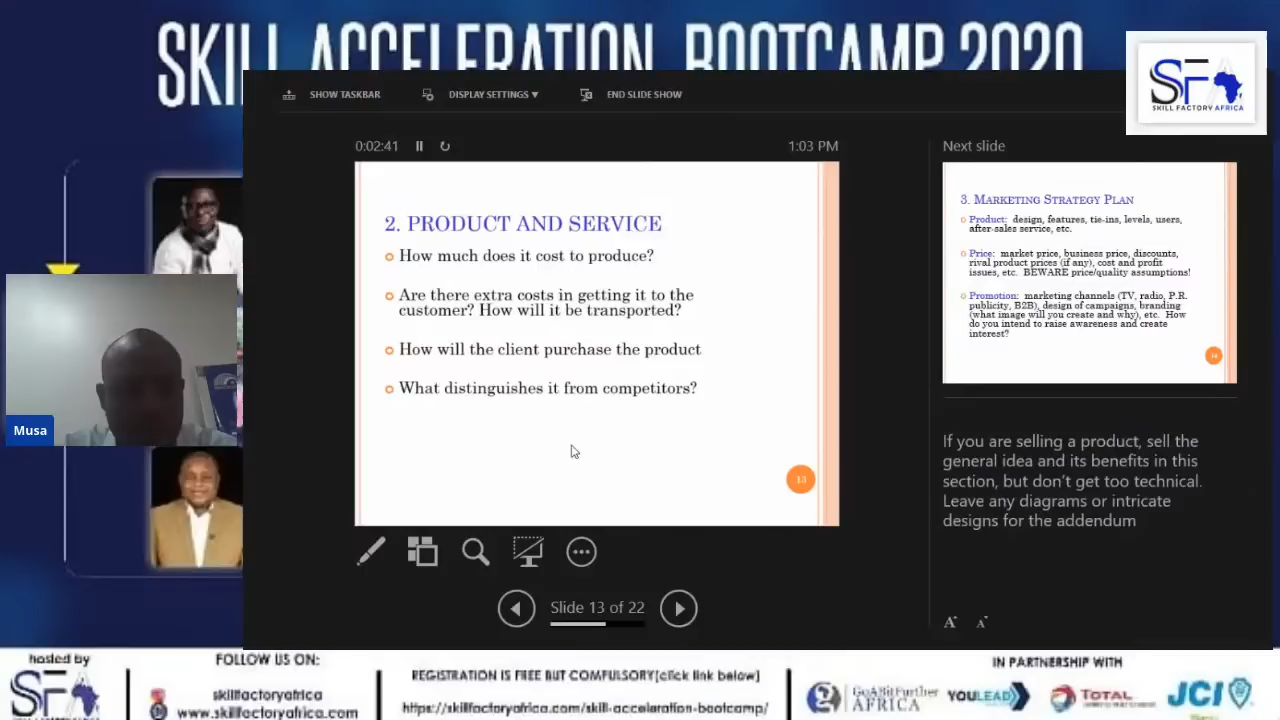 SKILL ACCELERATION BOOTCAMP 2020
SFA
SKILL FACTORY AFRICA
SHOW TASKBAR
DISPLAY SETTINGS ▼
END SLIDE SHOW
0:02:41
1:03 PM
2. PRODUCT AND SERVICE
How much does it cost to produce?
Are there extra costs in getting it to the
customer? How will it be transported?
How will the client purchase the product
What distinguishes it from competitors?
13
Next slide
3. MARKETING STRATEGY PLAN
Product: design, features, tie-ins, levels, users,
after-sales service, etc.
Price: market price, business price, discounts,
rival product prices (if any), cost and profit
issues, etc. BEWARE price/quality assumptions!
Promotion: marketing channels (TV, radio, P.R.
publicity, B2B), design of campaigns, branding
(what image will you create and why), etc. How
do you intend to raise awareness and create
interest?
14
If you are selling a product, sell the
general idea and its benefits in this
section, but don't get too technical.
Leave any diagrams or intricate
designs for the addendum
Musa
Slide 13 of 22
A A
hosted by
SFA
FOLLOW US ON:
skillfactoryafrica
www.skillfactoryafrica.com
REGISTRATION IS FREE BUT COMPULSORY[click link below]
https://skillfactoryafrica.com/skill-acceleration-bootcamp/
IN PARTNERSHIP WITH
GoABitFurther
AFRICA
YOULEAD
TOTAL
JCI